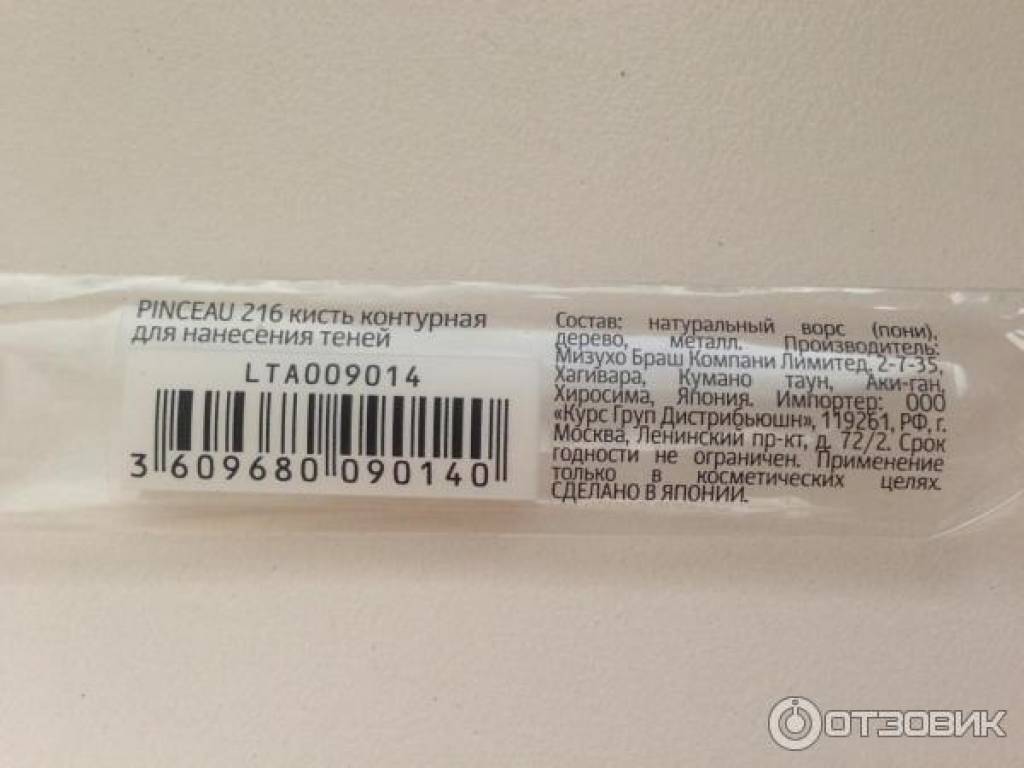 PINCEAU 216 кисть контурная
для нанесения теней
LTA009014
3 609680 090140
Состав: натуральный ворс (пони),
дерево, металл. Производитель:
Мизухо Браш Компани Лимитед, 2-7-35,
Хагивара, Кумано таун, Аки-ган,
Хиросима, Япония. Импортер: ООО
«Курс Груп Дистрибьюшн», 119261, РФ, г.
Москва, Ленинский пр-кт, д. 72/2. Срок
годности не ограничен. Применение
только в косметических целях.
СДЕЛАНО В ЯПОНИИ.
ОТЗОВИК